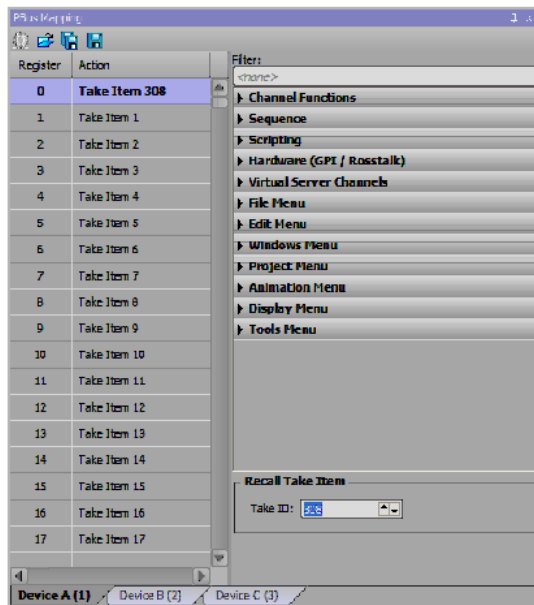 PBus Mapping
Register Action
0 Take Item 308
1 Take Item 1
2 Take Item 2
3 Take Item 3
4 Take Item 4
5 Take Item 5
6 Take Item 6
7 Take Item 7
8 Take Item 8
9 Take Item 9
10 Take Item 10
11 Take Item 11
12 Take Item 12
13 Take Item 13
14 Take Item 14
15 Take Item 15
16 Take Item 16
17 Take Item 17
Filter:
<none>
Channel Functions
Sequence
Scripting
Hardware (GPI / Rosstalk)
Virtual Server Channels
File Menu
Edit Menu
Windows Menu
Project Menu
Animation Menu
Display Menu
Tools Menu
Recall Take Item
Take ID: 308
Device A (1) Device B (2) Device C (3)